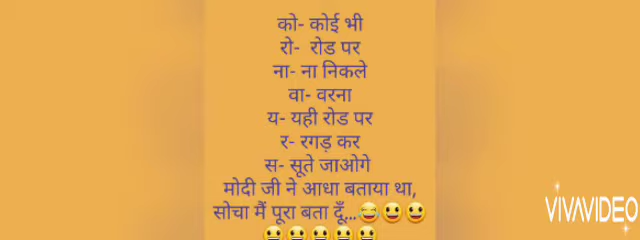 को- कोई भी
रो- रोड पर
ना- ना निकले
वा- वरना
य- यही रोड पर
र- रगड़ कर
स- सूते जाओगे
मोदी जी ने आधा बताया था,
सोचा मैं पूरा बता दूँ...😂😀😀
😀😀😀😀😀
VIVAVIDEO